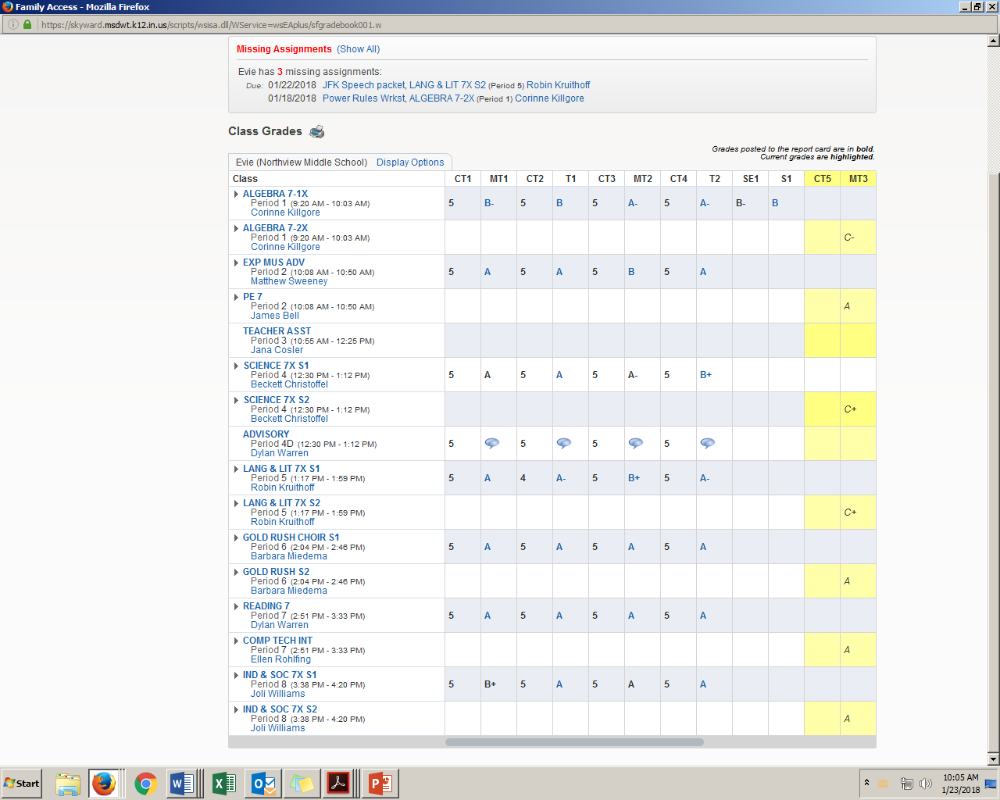 Family Access - Mozilla Firefox
https://skyward.msdwt.k12.in.us/scripts/wsisa.dll/WService=wsEAplus/sfgradebook001.w
Missing Assignments (Show All)
Evie has 3 missing assignments:
Due: 01/22/2018 JFK Speech packet, LANG & LIT 7X S2 (Period 5) Robin Kruithoff
01/18/2018 Power Rules Wrkst, ALGEBRA 7-2X (Period 1) Corinne Killgore
Class Grades
Grades posted to the report card are in bold.
Current grades are highlighted.
Evie (Northview Middle School) Display Options
Class CT1 MT1 CT2 T1 CT3 MT2 CT4 T2 SE1 S1 CT5 MT3
ALGEBRA 7-1X
Period 1 (9:20 AM - 10:03 AM) 5 B- 5 B 5 A- 5 A- B- B
Corinne Killgore
ALGEBRA 7-2X
Period 1 (9:20 AM - 10:03 AM) C-
Corinne Killgore
EXP MUS ADV
Period 2 (10:08 AM - 10:50 AM) 5 A 5 A 5 B 5 A
Matthew Sweeney
PE 7
Period 2 (10:08 AM - 10:50 AM) A
James Bell
TEACHER ASST
Period 3 (10:55 AM - 12:25 PM)
Jana Cosler
SCIENCE 7X S1
Period 4 (12:30 PM - 1:12 PM) 5 A 5 A 5 A- 5 B+
Beckett Christoffel
SCIENCE 7X S2
Period 4 (12:30 PM - 1:12 PM) C+
Beckett Christoffel
ADVISORY
Period 4D (12:30 PM - 1:12 PM) 5 5 5 5
Dylan Warren
LANG & LIT 7X S1
Period 5 (1:17 PM - 1:59 PM) 5 A 4 A- 5 B+ 5 A-
Robin Kruithoff
LANG & LIT 7X S2
Period 5 (1:17 PM - 1:59 PM) C+
Robin Kruithoff
GOLD RUSH CHOIR S1
Period 6 (2:04 PM - 2:46 PM) 5 A 5 A 5 A 5 A
Barbara Miedema
GOLD RUSH S2
Period 6 (2:04 PM - 2:46 PM) A
Barbara Miedema
READING 7
Period 7 (2:51 PM - 3:33 PM) 5 A 5 A 5 A 5 A
Dylan Warren
COMP TECH INT
Period 7 (2:51 PM - 3:33 PM) A
Ellen Rohlfing
IND & SOC 7X S1
Period 8 (3:38 PM - 4:20 PM) 5 B+ 5 A 5 A 5 A
Joli Williams
IND & SOC 7X S2
Period 8 (3:38 PM - 4:20 PM) A
Joli Williams
Start
10:05 AM
1/23/2018